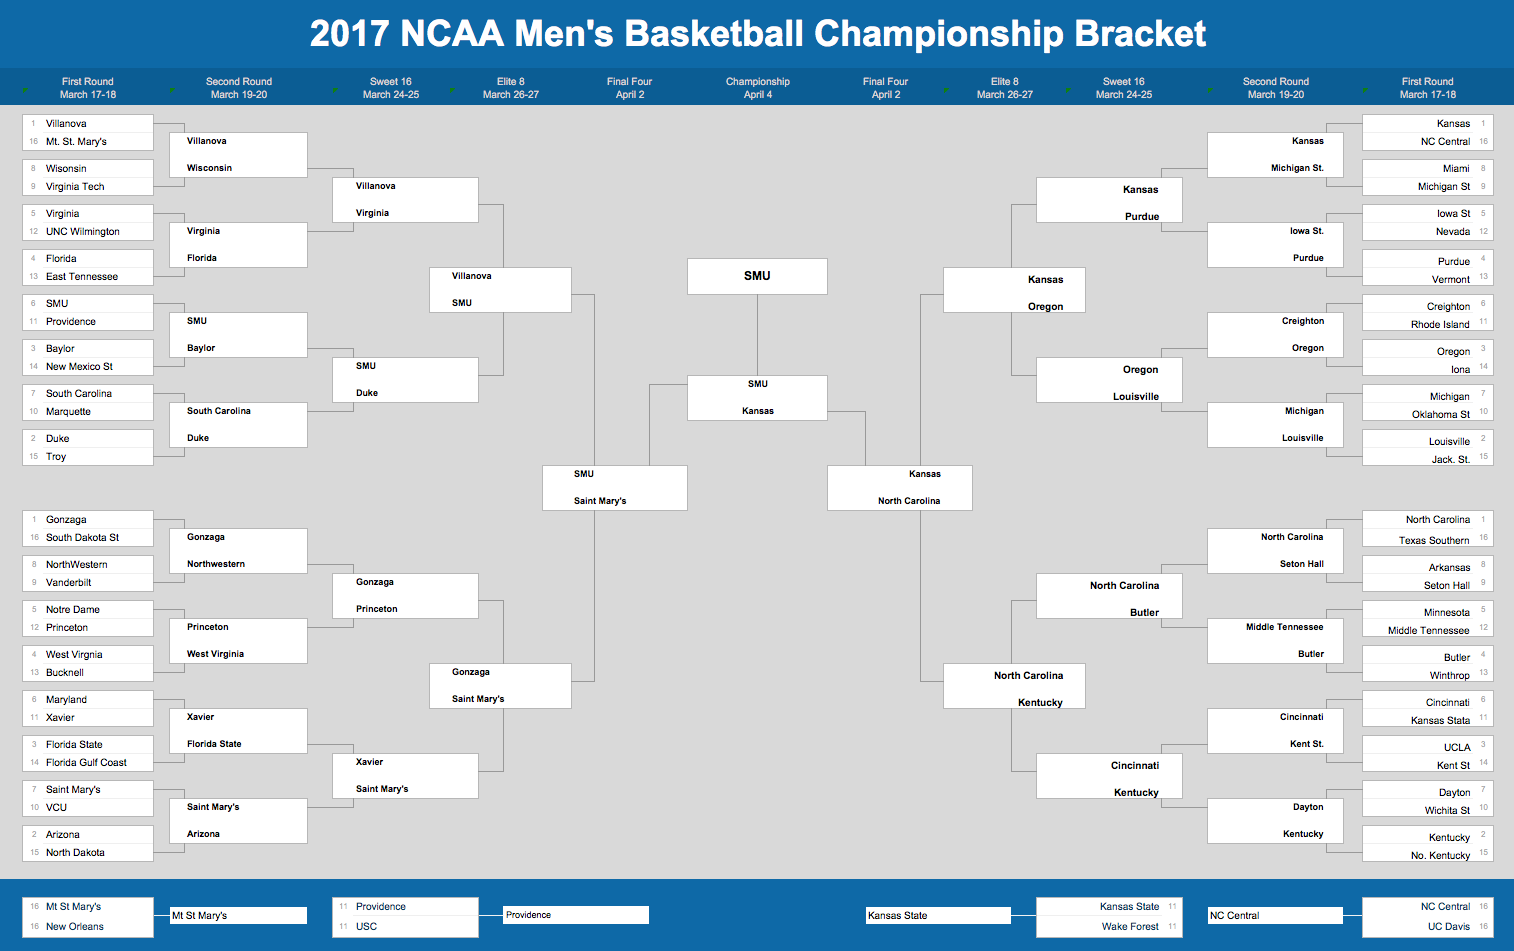 2017 NCAA Men's Basketball Championship Bracket
First Round
March 17-18
Second Round
March 19-20
Sweet 16
March 24-25
Elite 8
March 26-27
Final Four
April 2
Championship
April 4
Final Four
April 2
Elite 8
March 26-27
Sweet 16
March 24-25
Second Round
March 19-20
First Round
March 17-18
1 Villanova
16 Mt. St. Mary's
8 Wisonsin
9 Virginia Tech
5 Virginia
12 UNC Wilmington
4 Florida
13 East Tennessee
6 SMU
11 Providence
3 Baylor
14 New Mexico St
7 South Carolina
10 Marquette
2 Duke
15 Troy
1 Gonzaga
16 South Dakota St
8 NorthWestern
9 Vanderbilt
5 Notre Dame
12 Princeton
4 West Virgnia
13 Bucknell
6 Maryland
11 Xavier
3 Florida State
14 Florida Gulf Coast
7 Saint Mary's
10 VCU
2 Arizona
15 North Dakota
Villanova
Wisconsin
Virginia
Florida
SMU
Baylor
South Carolina
Duke
Gonzaga
Northwestern
Princeton
West Virginia
Xavier
Florida State
Saint Mary's
Arizona
Villanova
Virginia
SMU
Duke
Gonzaga
Princeton
Xavier
Saint Mary's
Villanova
SMU
Gonzaga
Saint Mary's
SMU
Saint Mary's
SMU
SMU
Kansas
Kansas
North Carolina
Kansas
Oregon
North Carolina
Kentucky
Kansas
Purdue
Oregon
Louisville
North Carolina
Butler
Cincinnati
Kentucky
Kansas
Michigan St.
Iowa St.
Purdue
Creighton
Oregon
Michigan
Louisville
North Carolina
Seton Hall
Middle Tennessee
Butler
Cincinnati
Kent St.
Dayton
Kentucky
Kansas 1
NC Central 16
Miami 8
Michigan St 9
Iowa St 5
Nevada 12
Purdue 4
Vermont 13
Creighton 6
Rhode Island 11
Oregon 3
Iona 14
Michigan 7
Oklahoma St 10
Louisville 2
Jack. St. 15
North Carolina 1
Texas Southern 16
Arkansas 8
Seton Hall 9
Minnesota 5
Middle Tennessee 12
Butler 4
Winthrop 13
Cincinnati 6
Kansas Stata 11
UCLA 3
Kent St 14
Dayton 7
Wichita St 10
Kentucky 2
No. Kentucky 15
16 Mt St Mary's
16 New Orleans
Mt St Mary's
11 Providence
11 USC
Providence
Kansas State
Kansas State 11
Wake Forest 11
NC Central
NC Central 16
UC Davis 16